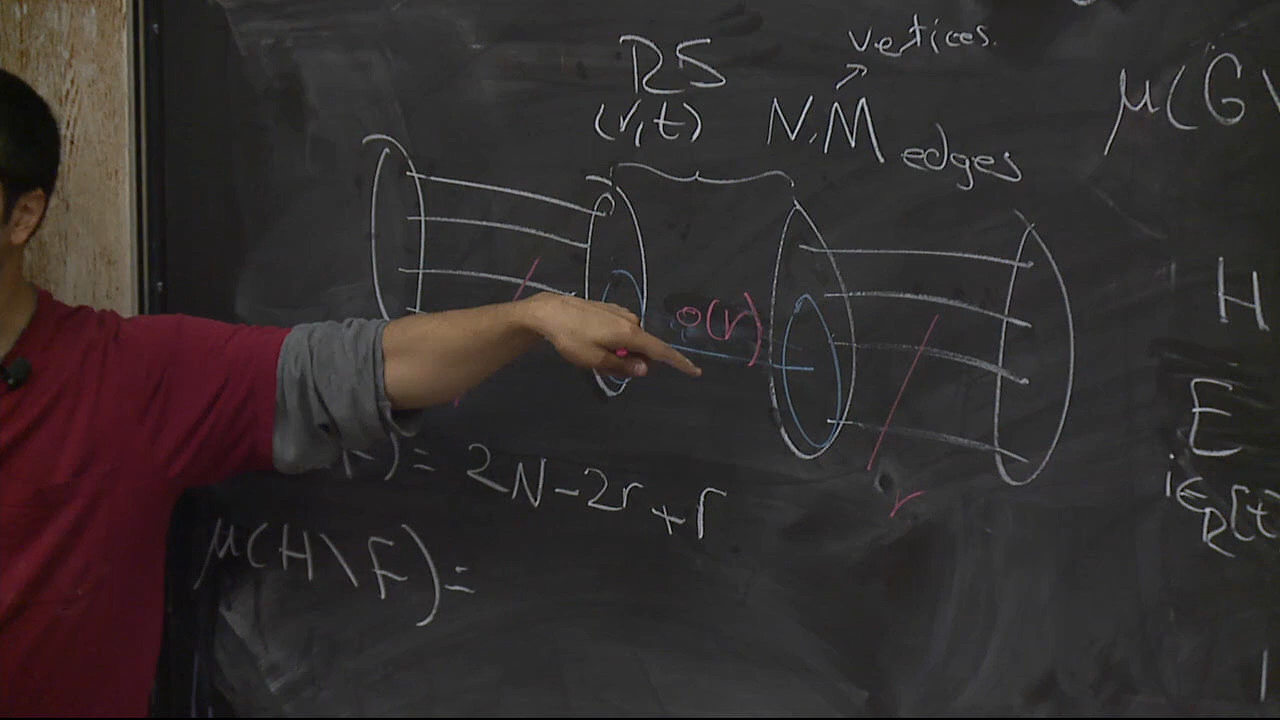 vertices.
RS
(r,t) N,M
edges
μ(G\
o(r)
H
E
i∈R[t
) = 2N-2r+r
r
μ(H\F)=